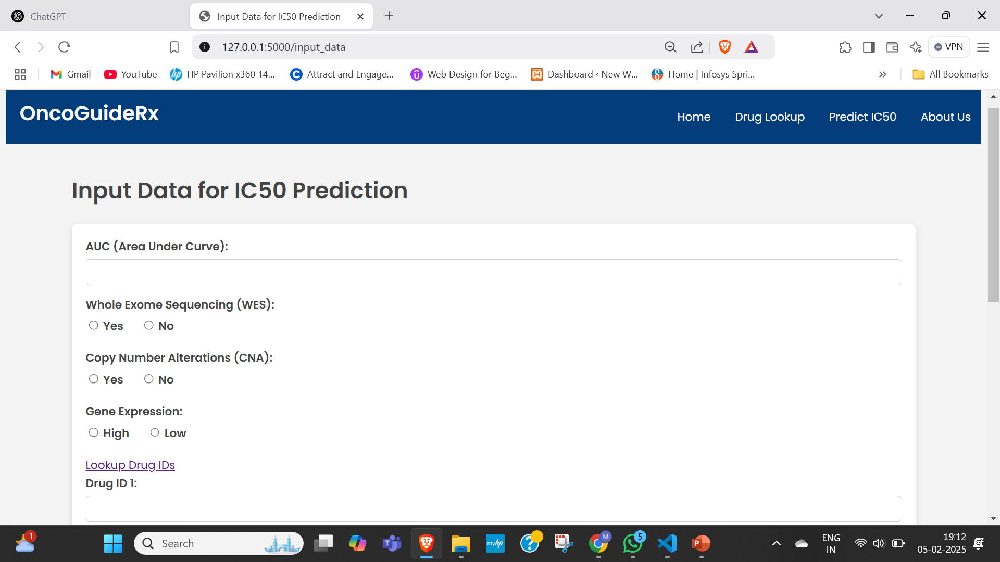 ChatGPT
Input Data for IC50 Prediction
127.0.0.1:5000/input_data
VPN
Gmail
YouTube
HP Pavilion x360 14...
Attract and Engage...
Web Design for Beg...
Dashboard ‹ New W...
Home | Infosys Spri...
All Bookmarks
OncoGuideRx
Home
Drug Lookup
Predict IC50
About Us
Input Data for IC50 Prediction
AUC (Area Under Curve):
Whole Exome Sequencing (WES):
Yes No
Copy Number Alterations (CNA):
Yes No
Gene Expression:
High Low
Lookup Drug IDs
Drug ID 1:
1
Search
T
myhp
?
M
5
P
ENG
IN
19:12
05-02-2025